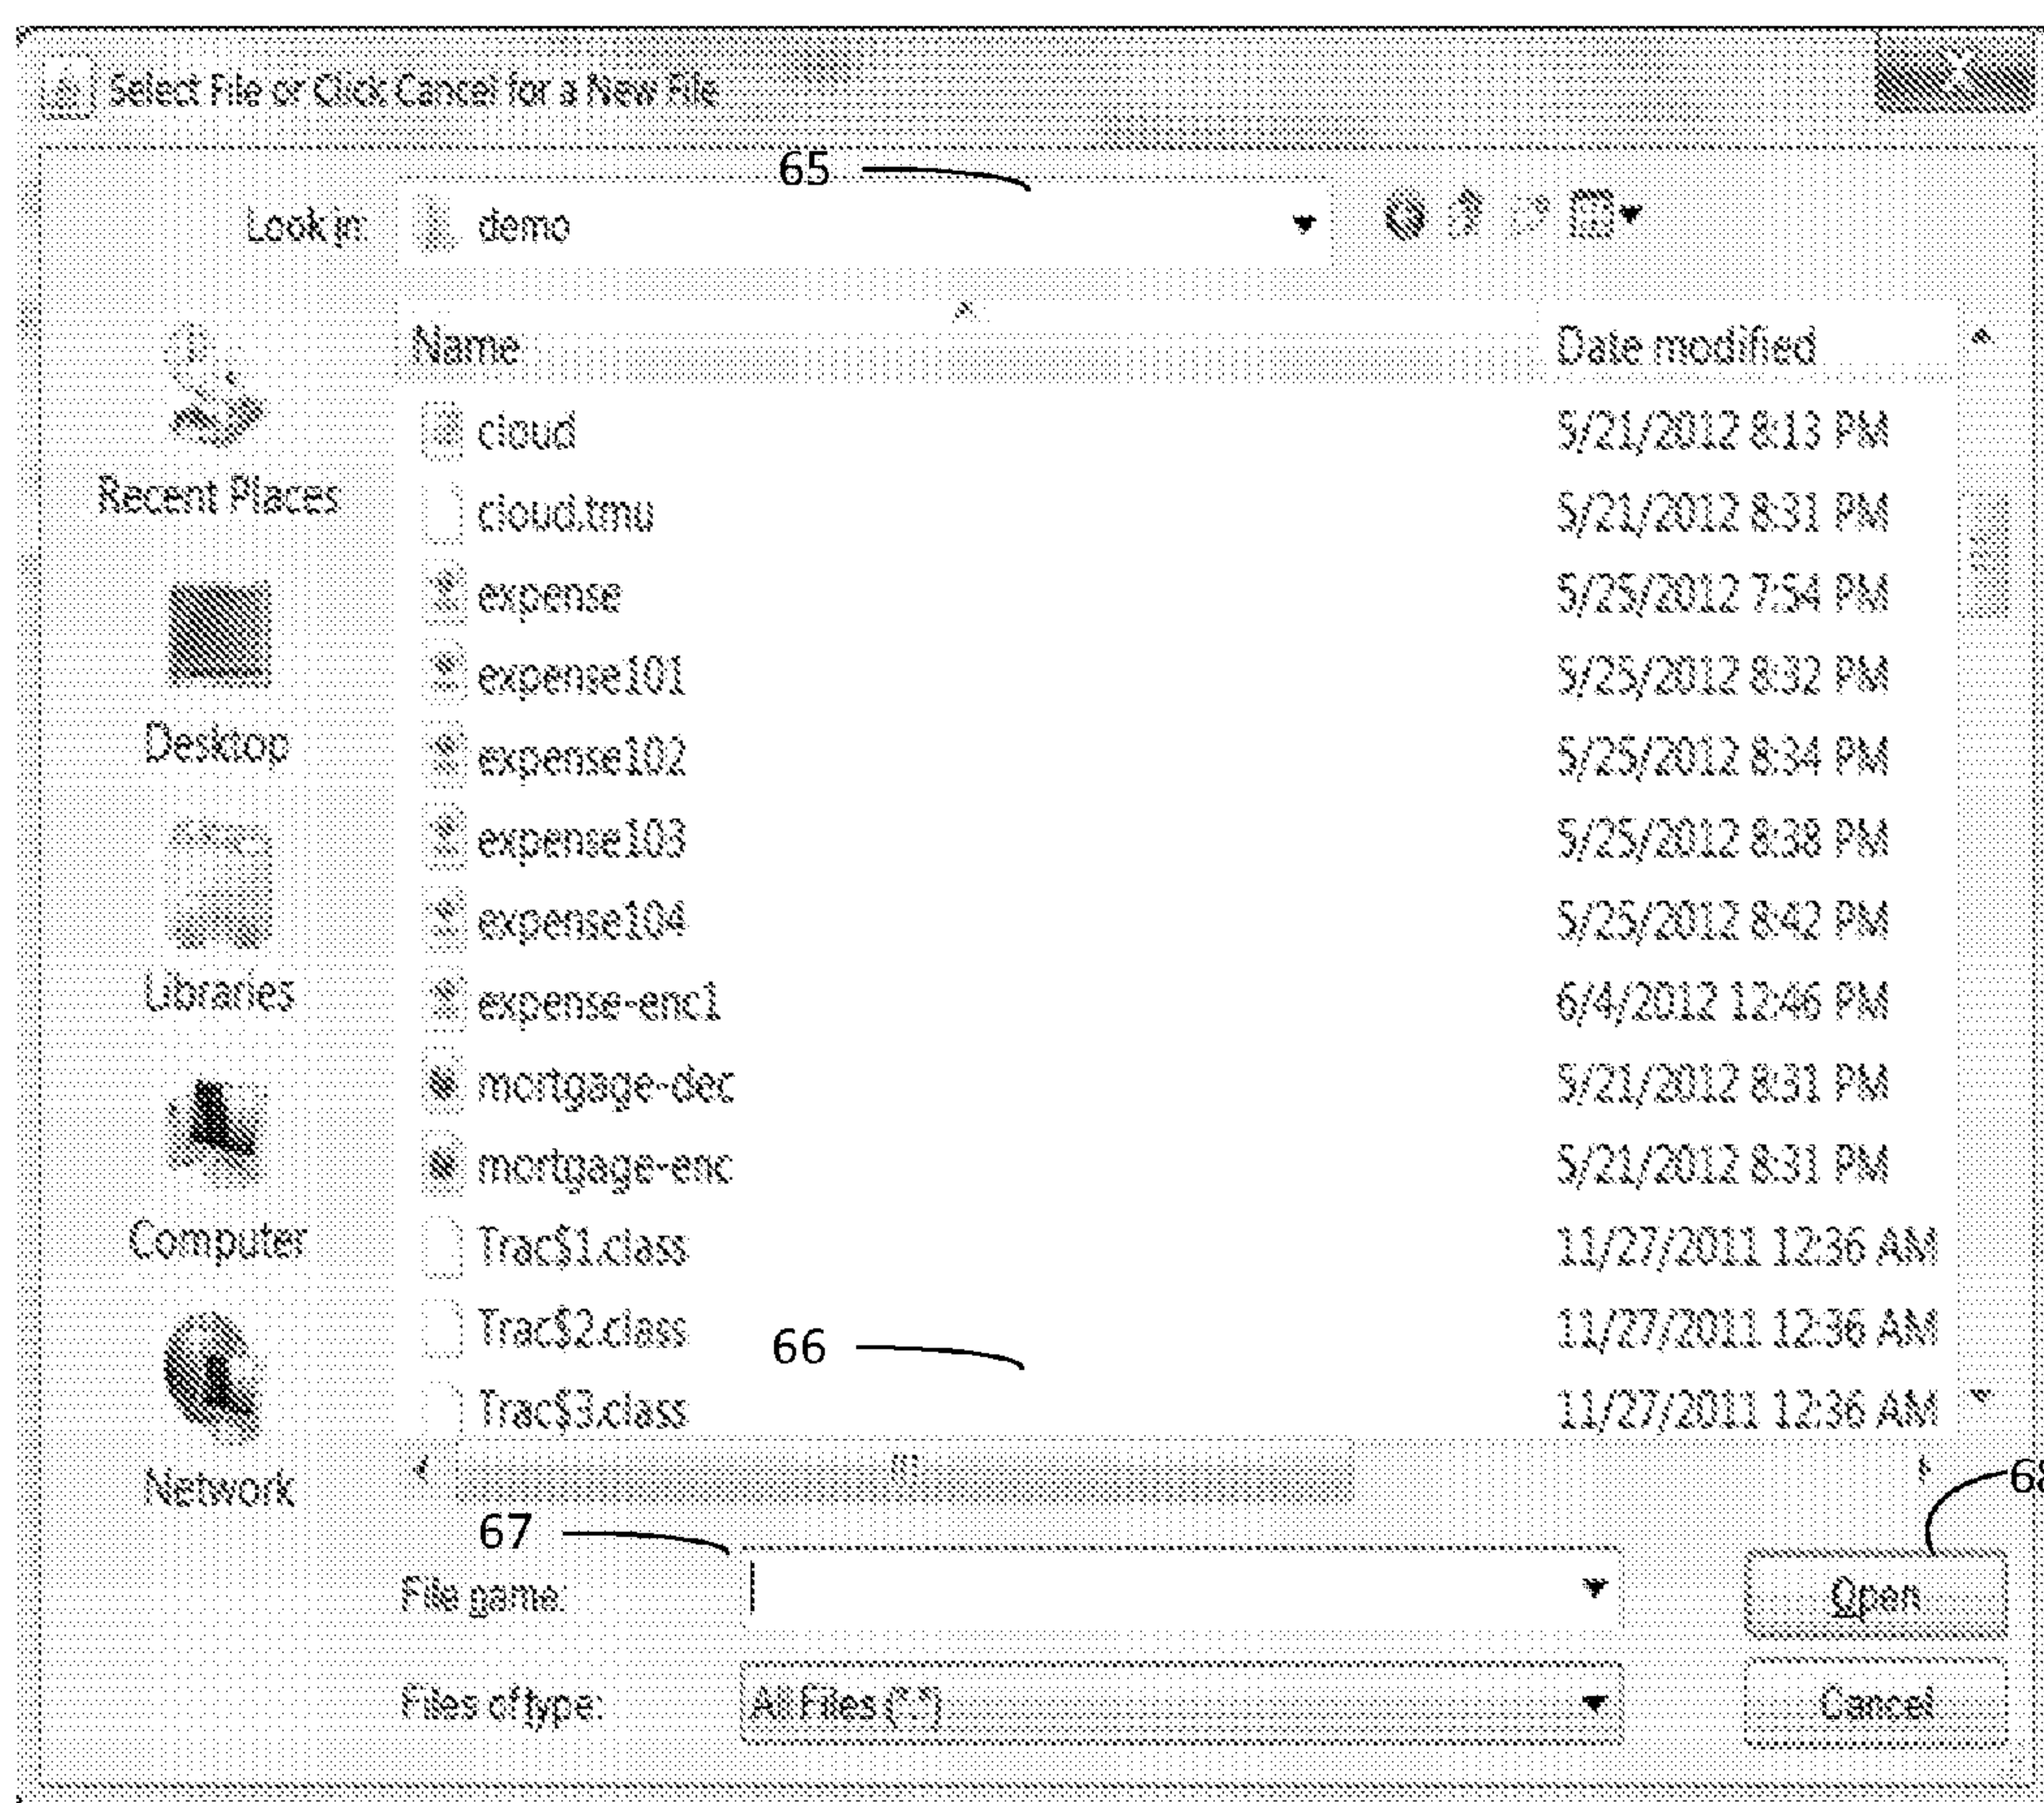 Select File or Click Cancel for a New File
X
65
Look in: demo
Name Date modified
cloud 5/21/2012 8:13 PM
cloud.tmu 5/21/2012 8:31 PM
expense 5/25/2012 7:54 PM
expense101 5/25/2012 8:32 PM
expense102 5/25/2012 8:34 PM
expense103 5/25/2012 8:38 PM
expense104 5/25/2012 8:42 PM
expense-enc1 6/4/2012 12:46 PM
mortgage-dec 5/21/2012 8:31 PM
mortgage-enc 5/21/2012 8:31 PM
Trac$1.class 11/27/2011 12:36 AM
Trac$2.class 11/27/2011 12:36 AM
66
Trac$3.class 11/27/2011 12:36 AM
Recent Places
Desktop
Libraries
Computer
Network
68
67
File game:
Open
Files of type: All Files (*.*)
Cancel